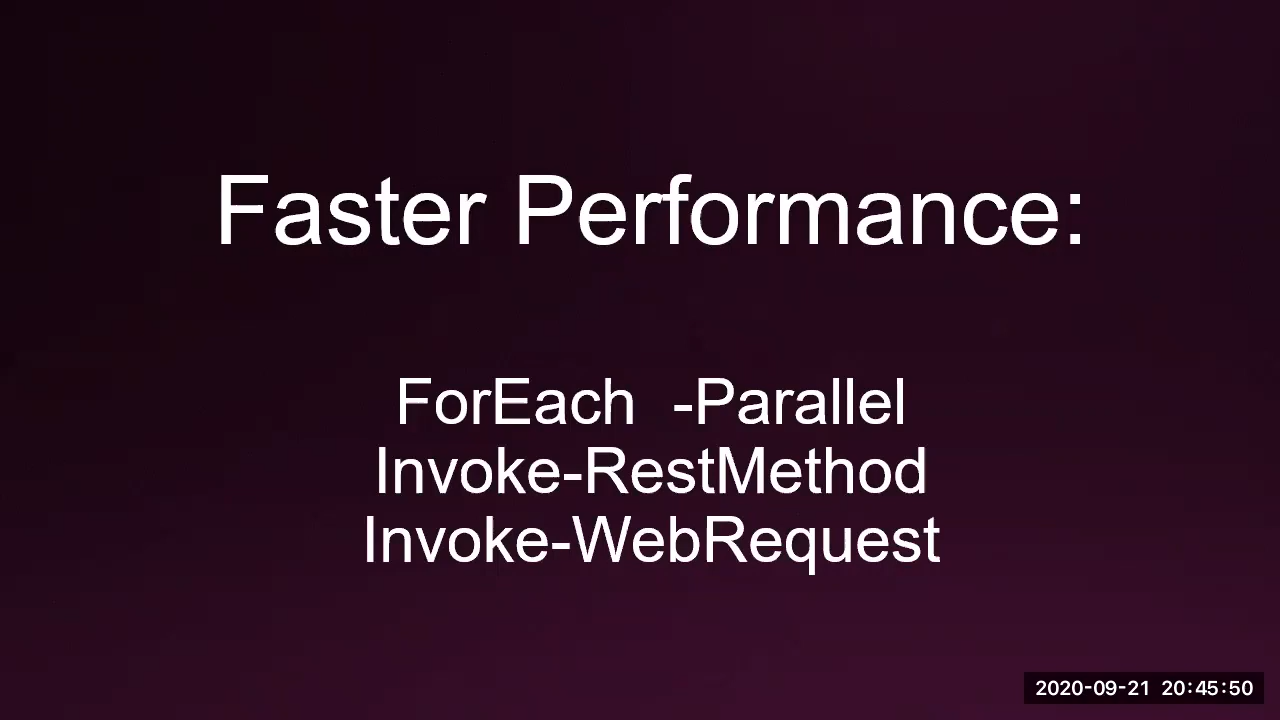 Faster Performance:
ForEach  -Parallel
Invoke-RestMethod
Invoke-WebRequest
2020-09-21 20:45:50